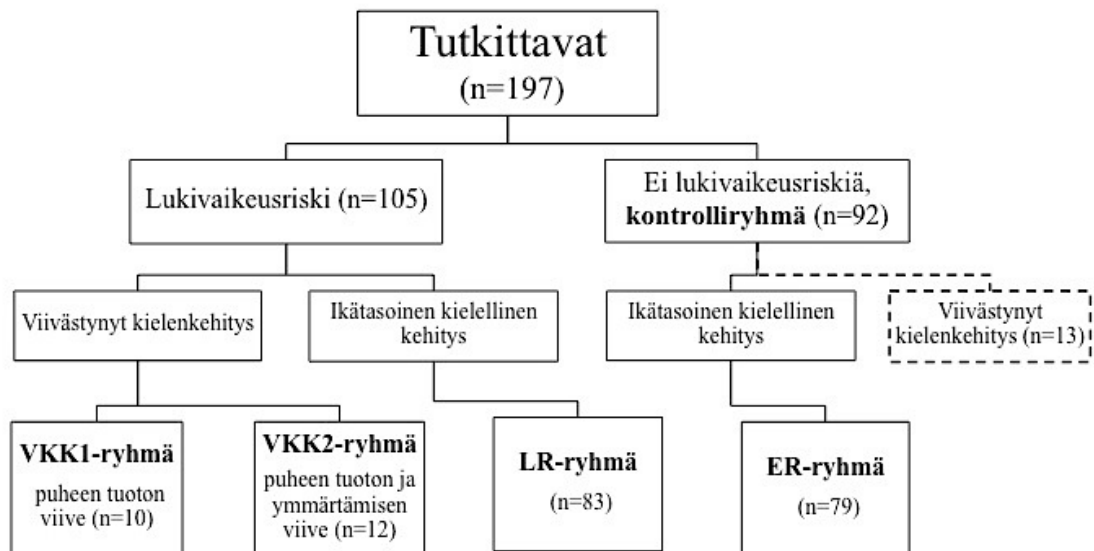 Tutkittavat
(n=197)
Lukivaikeusriski (n=105)
Ei lukivaikeusriskiä,
kontrolliryhmä (n=92)
Viivästynyt kielenkehitys
Ikätasoinen kielellinen
kehitys
Ikätasoinen kielellinen
kehitys
Viivästynyt
kielenkehitys (n=13)
VKK1-ryhmä
puheen tuoton
viive (n=10)
VKK2-ryhmä
puheen tuoton ja
ymmärtämisen
viive (n=12)
LR-ryhmä
(n=83)
ER-ryhmä
(n=79)